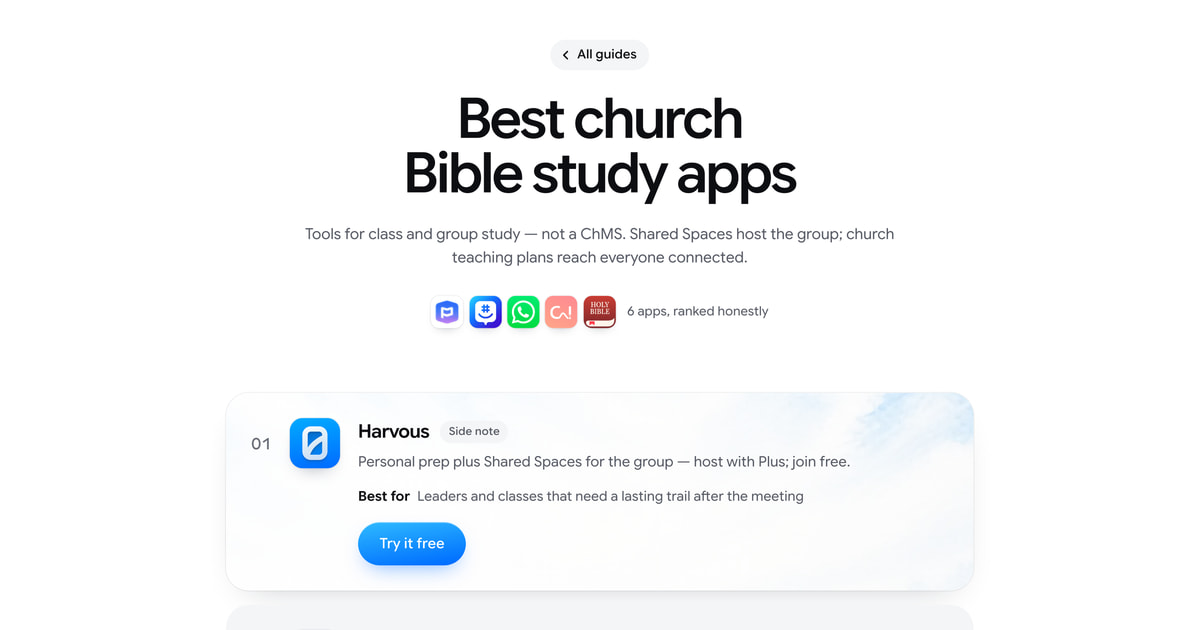 All guides
Best church
Bible study apps
Tools for class and group study — not a ChMS. Shared Spaces host the group; church
teaching plans reach everyone connected.
HOLY
BIBLE
6 apps, ranked honestly
01
Harvous
Side note
Personal prep plus Shared Spaces for the group — host with Plus; join free.
Best for Leaders and classes that need a lasting trail after the meeting
Try it free